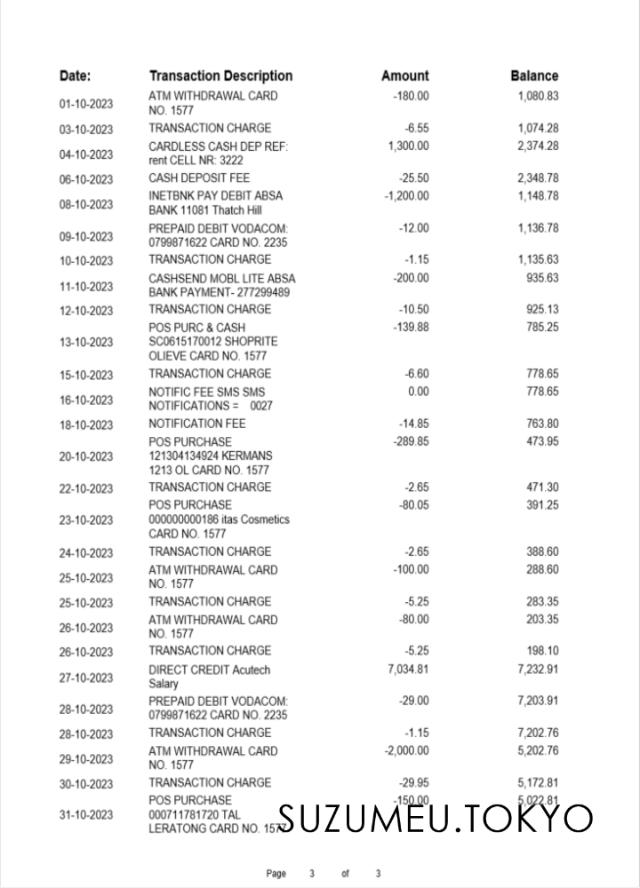 Date: Transaction Description Amount Balance
01-10-2023 ATM WITHDRAWAL CARD -180.00 1,080.83
NO. 1577
03-10-2023 TRANSACTION CHARGE -6.55 1,074.28
04-10-2023 CARDLESS CASH DEP REF: 1,300.00 2,374.28
rent CELL NR: 3222
06-10-2023 CASH DEPOSIT FEE -25.50 2,348.78
08-10-2023 INETBNK PAY DEBIT ABSA -1,200.00 1,148.78
BANK 11081 Thatch Hill
09-10-2023 PREPAID DEBIT VODACOM: -12.00 1,136.78
0799871622 CARD NO. 2235
10-10-2023 TRANSACTION CHARGE -1.15 1,135.63
11-10-2023 CASHSEND MOBL LITE ABSA -200.00 935.63
BANK PAYMENT- 277299489
12-10-2023 TRANSACTION CHARGE -10.50 925.13
POS PURC & CASH -139.88 785.25
13-10-2023 SC0615170012 SHOPRITE
OLIEVE CARD NO. 1577
15-10-2023 TRANSACTION CHARGE -6.60 778.65
16-10-2023 NOTIFIC FEE SMS SMS 0.00 778.65
NOTIFICATIONS = 0027
18-10-2023 NOTIFICATION FEE -14.85 763.80
POS PURCHASE -289.85 473.95
20-10-2023 121304134924 KERMANS
1213 OL CARD NO. 1577
22-10-2023 TRANSACTION CHARGE -2.65 471.30
POS PURCHASE -80.05 391.25
23-10-2023 000000000186 itas Cosmetics
CARD NO. 1577
24-10-2023 TRANSACTION CHARGE -2.65 388.60
25-10-2023 ATM WITHDRAWAL CARD -100.00 288.60
NO. 1577
25-10-2023 TRANSACTION CHARGE -5.25 283.35
26-10-2023 ATM WITHDRAWAL CARD -80.00 203.35
NO. 1577
26-10-2023 TRANSACTION CHARGE -5.25 198.10
27-10-2023 DIRECT CREDIT Acutech 7,034.81 7,232.91
Salary
28-10-2023 PREPAID DEBIT VODACOM: -29.00 7,203.91
0799871622 CARD NO. 2235
28-10-2023 TRANSACTION CHARGE -1.15 7,202.76
29-10-2023 ATM WITHDRAWAL CARD -2,000.00 5,202.76
NO. 1577
30-10-2023 TRANSACTION CHARGE -29.95 5,172.81
POS PURCHASE -150.00 5,022.81
31-10-2023 000711781720 TAL
LERATONG CARD NO. 1577
SUZUMEU.TOKYO
Page 3 of 3